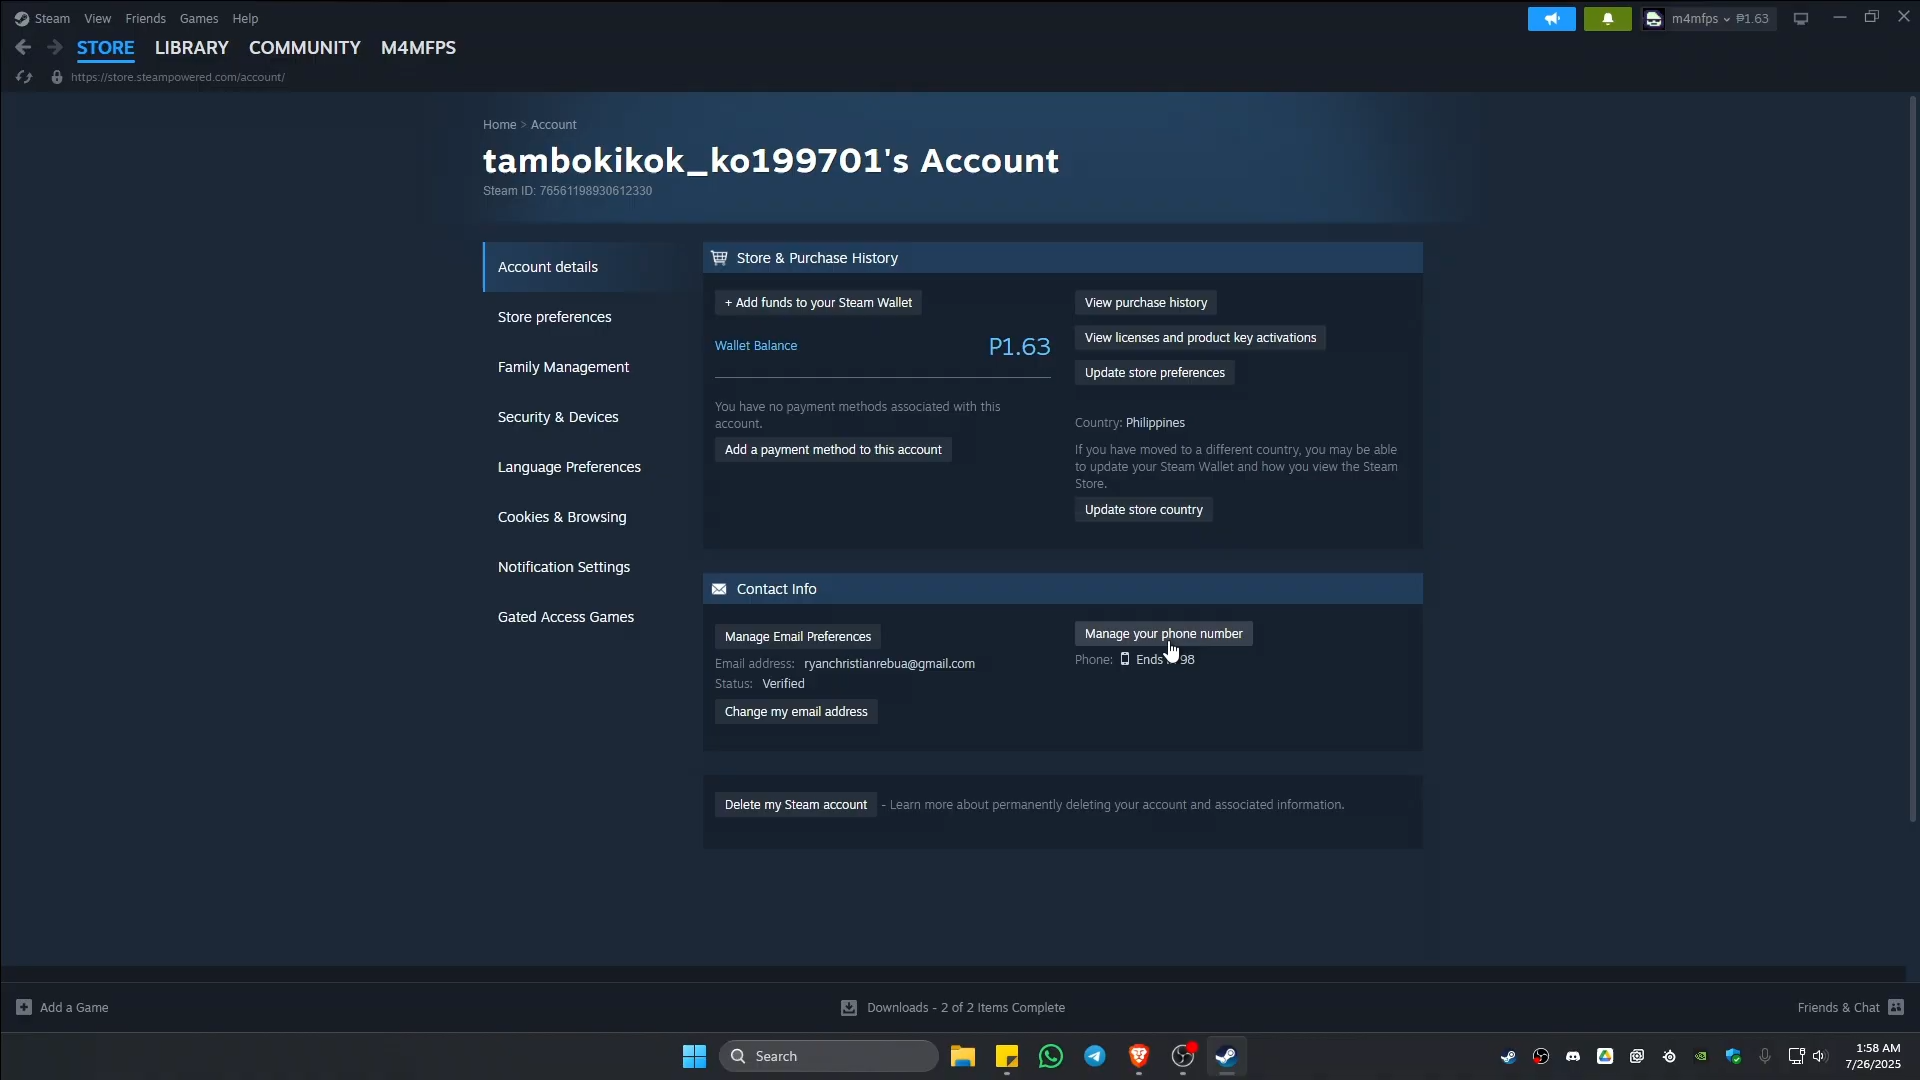 Steam View Friends Games Help
m4mfps ₱1.63
STORE LIBRARY COMMUNITY M4MFPS
https://store.steampowered.com/account/
Home > Account
tambokikok_ko199701's Account
Steam ID: 76561198930612330
Account details
Store preferences
Family Management
Security & Devices
Language Preferences
Cookies & Browsing
Notification Settings
Gated Access Games
Store & Purchase History
+ Add funds to your Steam Wallet
Wallet Balance P1.63
You have no payment methods associated with this
account.
Add a payment method to this account
View purchase history
View licenses and product key activations
Update store preferences
Country: Philippines
If you have moved to a different country, you may be able
to update your Steam Wallet and how you view the Steam
Store.
Update store country
Contact Info
Manage Email Preferences
Email address: ryanchristianrebua@gmail.com
Status: Verified
Change my email address
Manage your phone number
Phone: Ends 98
Delete my Steam account - Learn more about permanently deleting your account and associated information.
Add a Game
Downloads - 2 of 2 Items Complete
Friends & Chat
Search
1:58 AM
7/26/2025